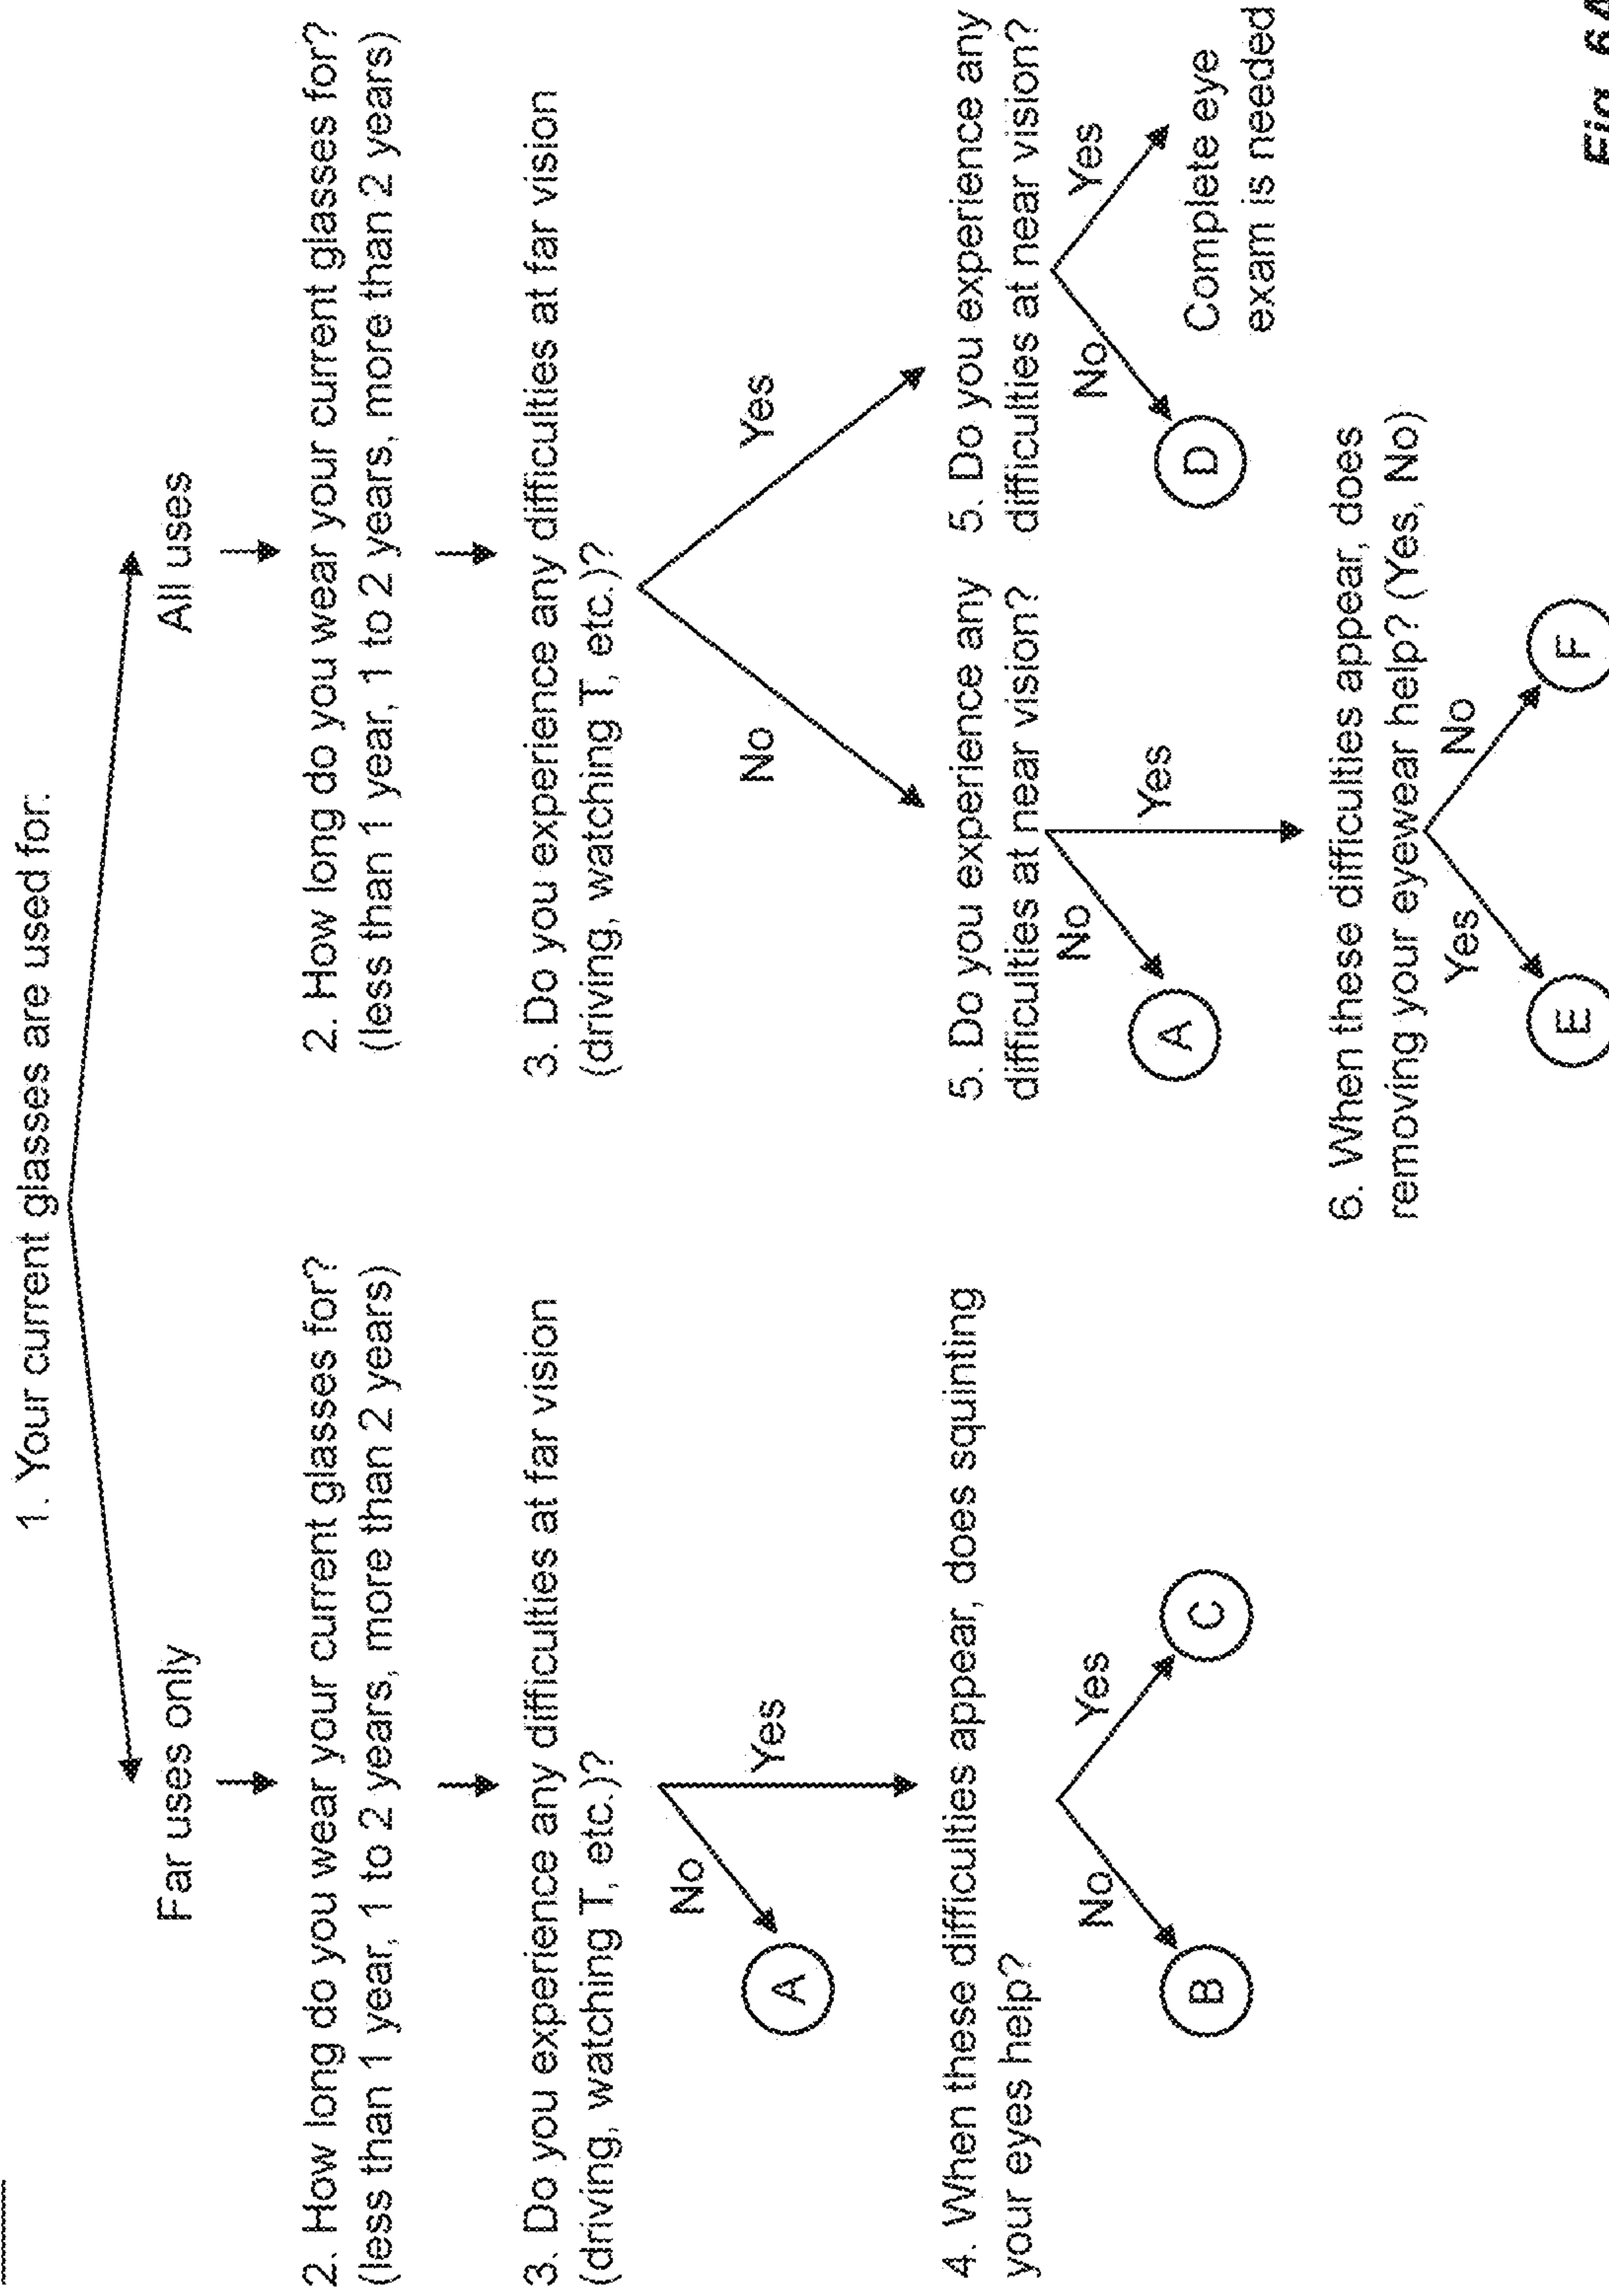 1. Your current glasses are used for:
Far uses only
2. How long do you wear your current glasses for?
(less than 1 year, 1 to 2 years, more than 2 years)
3. Do you experience any difficulties at far vision
(driving, watching T, etc.)?
No
Yes
A
4. When these difficulties appear, does squinting
your eyes help?
No
Yes
B
C
All uses
2. How long do you wear your current glasses for?
(less than 1 year, 1 to 2 years, more than 2 years)
3. Do you experience any difficulties at far vision
(driving, watching T, etc.)?
No
Yes
5. Do you experience any
difficulties at near vision?
No
Yes
A
6. When these difficulties appear, does
removing your eyewear help? (Yes, No)
Yes
No
E
F
5. Do you experience any
difficulties at near vision?
No
Yes
D
Complete eye
exam is needed
Fig. 6A